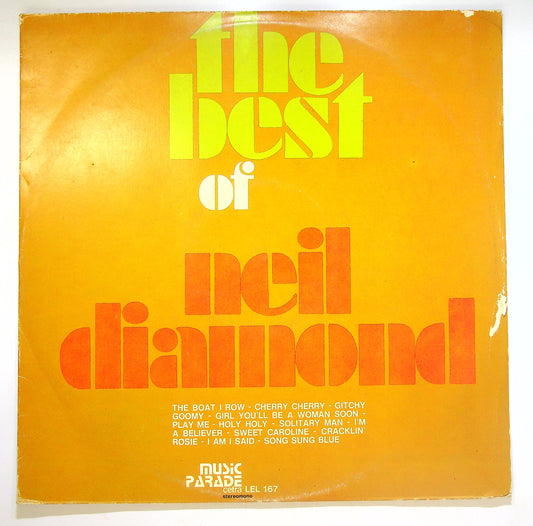 the
best
of
neil
diamond
THE BOAT I ROW - CHERRY CHERRY - GITCHY
GOOMY - GIRL YOU'LL BE A WOMAN SOON -
PLAY ME - HOLY HOLY - SOLITARY MAN - I'M
A BELIEVER - SWEET CAROLINE - CRACKLIN
ROSIE - I AM I SAID - SONG SUNG BLUE
MUSIC
PARADE
cetra LEL 167
stereomono